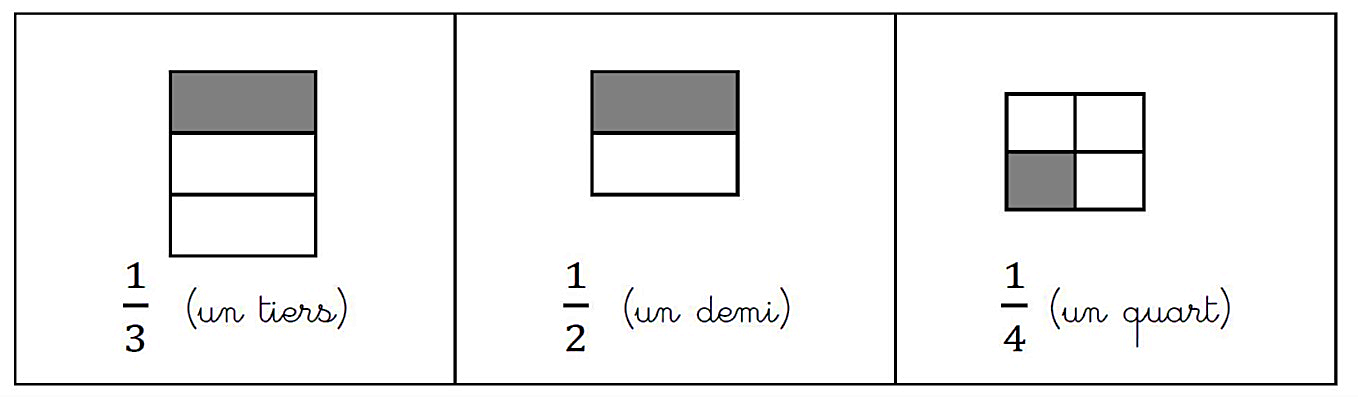 1/3 (un tiers)
1/2 (un demi)
1/4 (un quart)